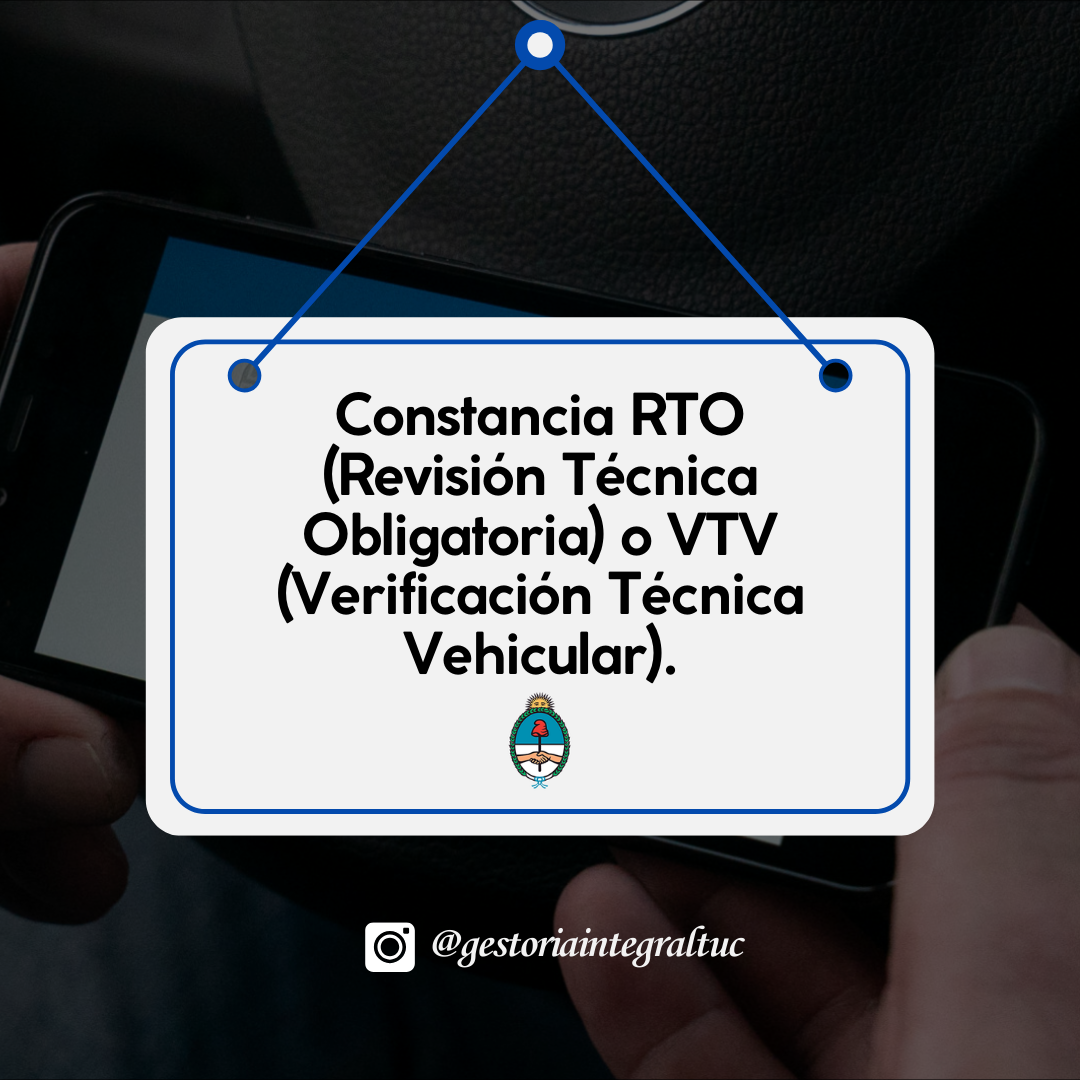 Constancia RTO
(Revisión Técnica
Obligatoria) o VTV
(Verificación Técnica
Vehicular).
@gestoriaintegraltuc